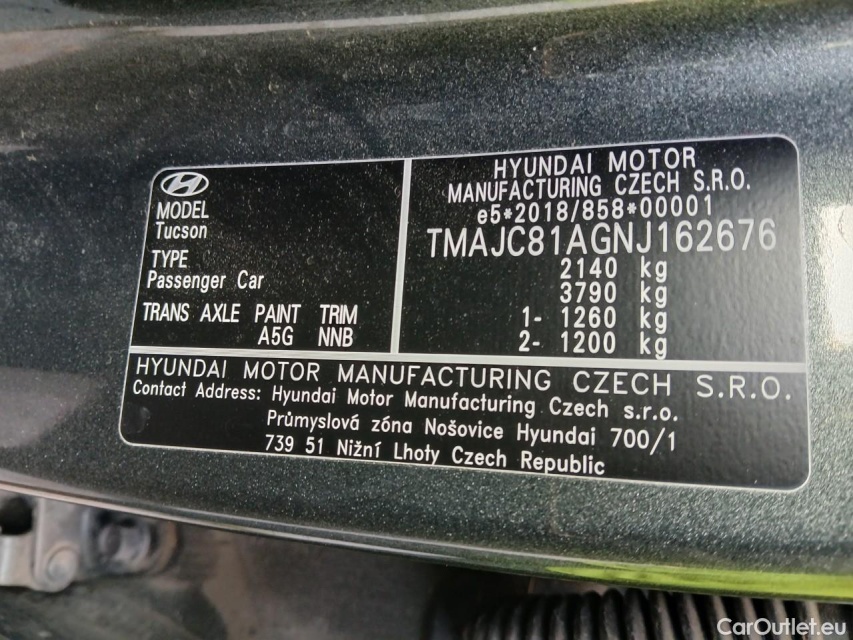 MODEL
Tucson
TYPE
Passenger Car
TRANS AXLE PAINT TRIM
A5G NNB
HYUNDAI MOTOR
MANUFACTURING CZECH S.R.O.
e5*2018/858*00001
TMAJC81AGNJ162676
2140 kg
3790 kg
1- 1260 kg
2- 1200 kg
HYUNDAI MOTOR MANUFACTURING CZECH S.R.O.
Contact Address: Hyundai Motor Manufacturing Czech s.r.o.
Průmyslová zóna Nošovice Hyundai 700/1
739 51 Nižní Lhoty Czech Republic
CarOutlet.eu